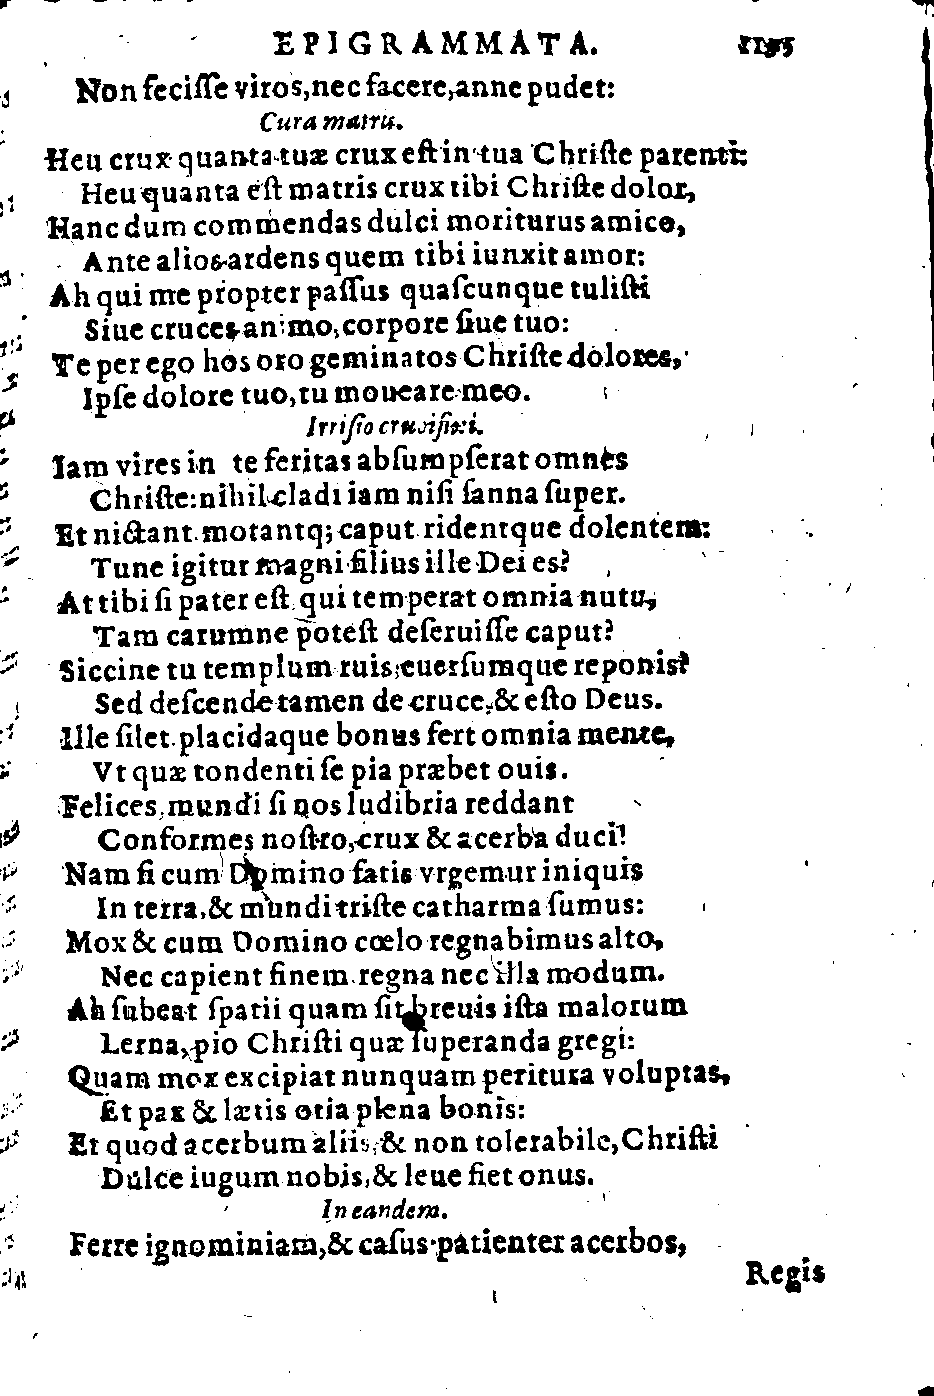 EPIGRAMMATA.
Non feciſſe viros, nec facere, anne pudet:
Cura matris.
Heu crux quanta tuæ crux eſt in tua Chriſte parenti:
Heu quanta eſt matris crux tibi Chriſte dolor,
Hanc dum commendas dulci moriturus amico,
Ante alios ardens quem tibi iunxit amor:
Ah qui me propter paſſus quaſcunque tuliſti
Siue cruces animo, corpore ſiue tuo:
Te per ego hos oro geminatos Chriſte dolores,
Ipſe dolore tuo, tu moueare meo.
Irriſio crucifixi.
Iam vires in te feritas abſumpſerat omnes
Chriſte: nihil cladi iam niſi ſanna ſuper.
Et nictant motantq; caput ridentque dolentem:
Tune igitur magni filius ille Dei es?
At tibi ſi pater eſt qui temperat omnia nutu,
Tam carumne poteſt deſeruiſſe caput?
Siccine tu templum ruis, euerſumque reponis?
Sed deſcende tamen de cruce, & eſto Deus.
Ille ſilet placidaque bonus fert omnia mente,
Vt quæ tondenti ſe pia præbet ouis.
Felices, mundi ſi nos ludibria reddant
Conformes noſtro, crux & acerba duci!
Nam ſi cum Domino fatis vrgemur iniquis
In terra, & mundi triſte catharma ſumus:
Mox & cum Domino cœlo regnabimus alto,
Nec capient finem regna nec illa modum.
Ah ſubeat ſpatii quam ſit breuis iſta malorum
Lerna, pio Chriſti quæ ſuperanda gregi:
Quam mox excipiat nunquam peritura voluptas,
Et pax & lætis otia plena bonis:
Et quod acerbum aliis, & non tolerabile, Chriſti
Dulce iugum nobis, & leue fiet onus.
In eandem.
Ferre ignominiam, & caſus patienter acerbos,
Regis